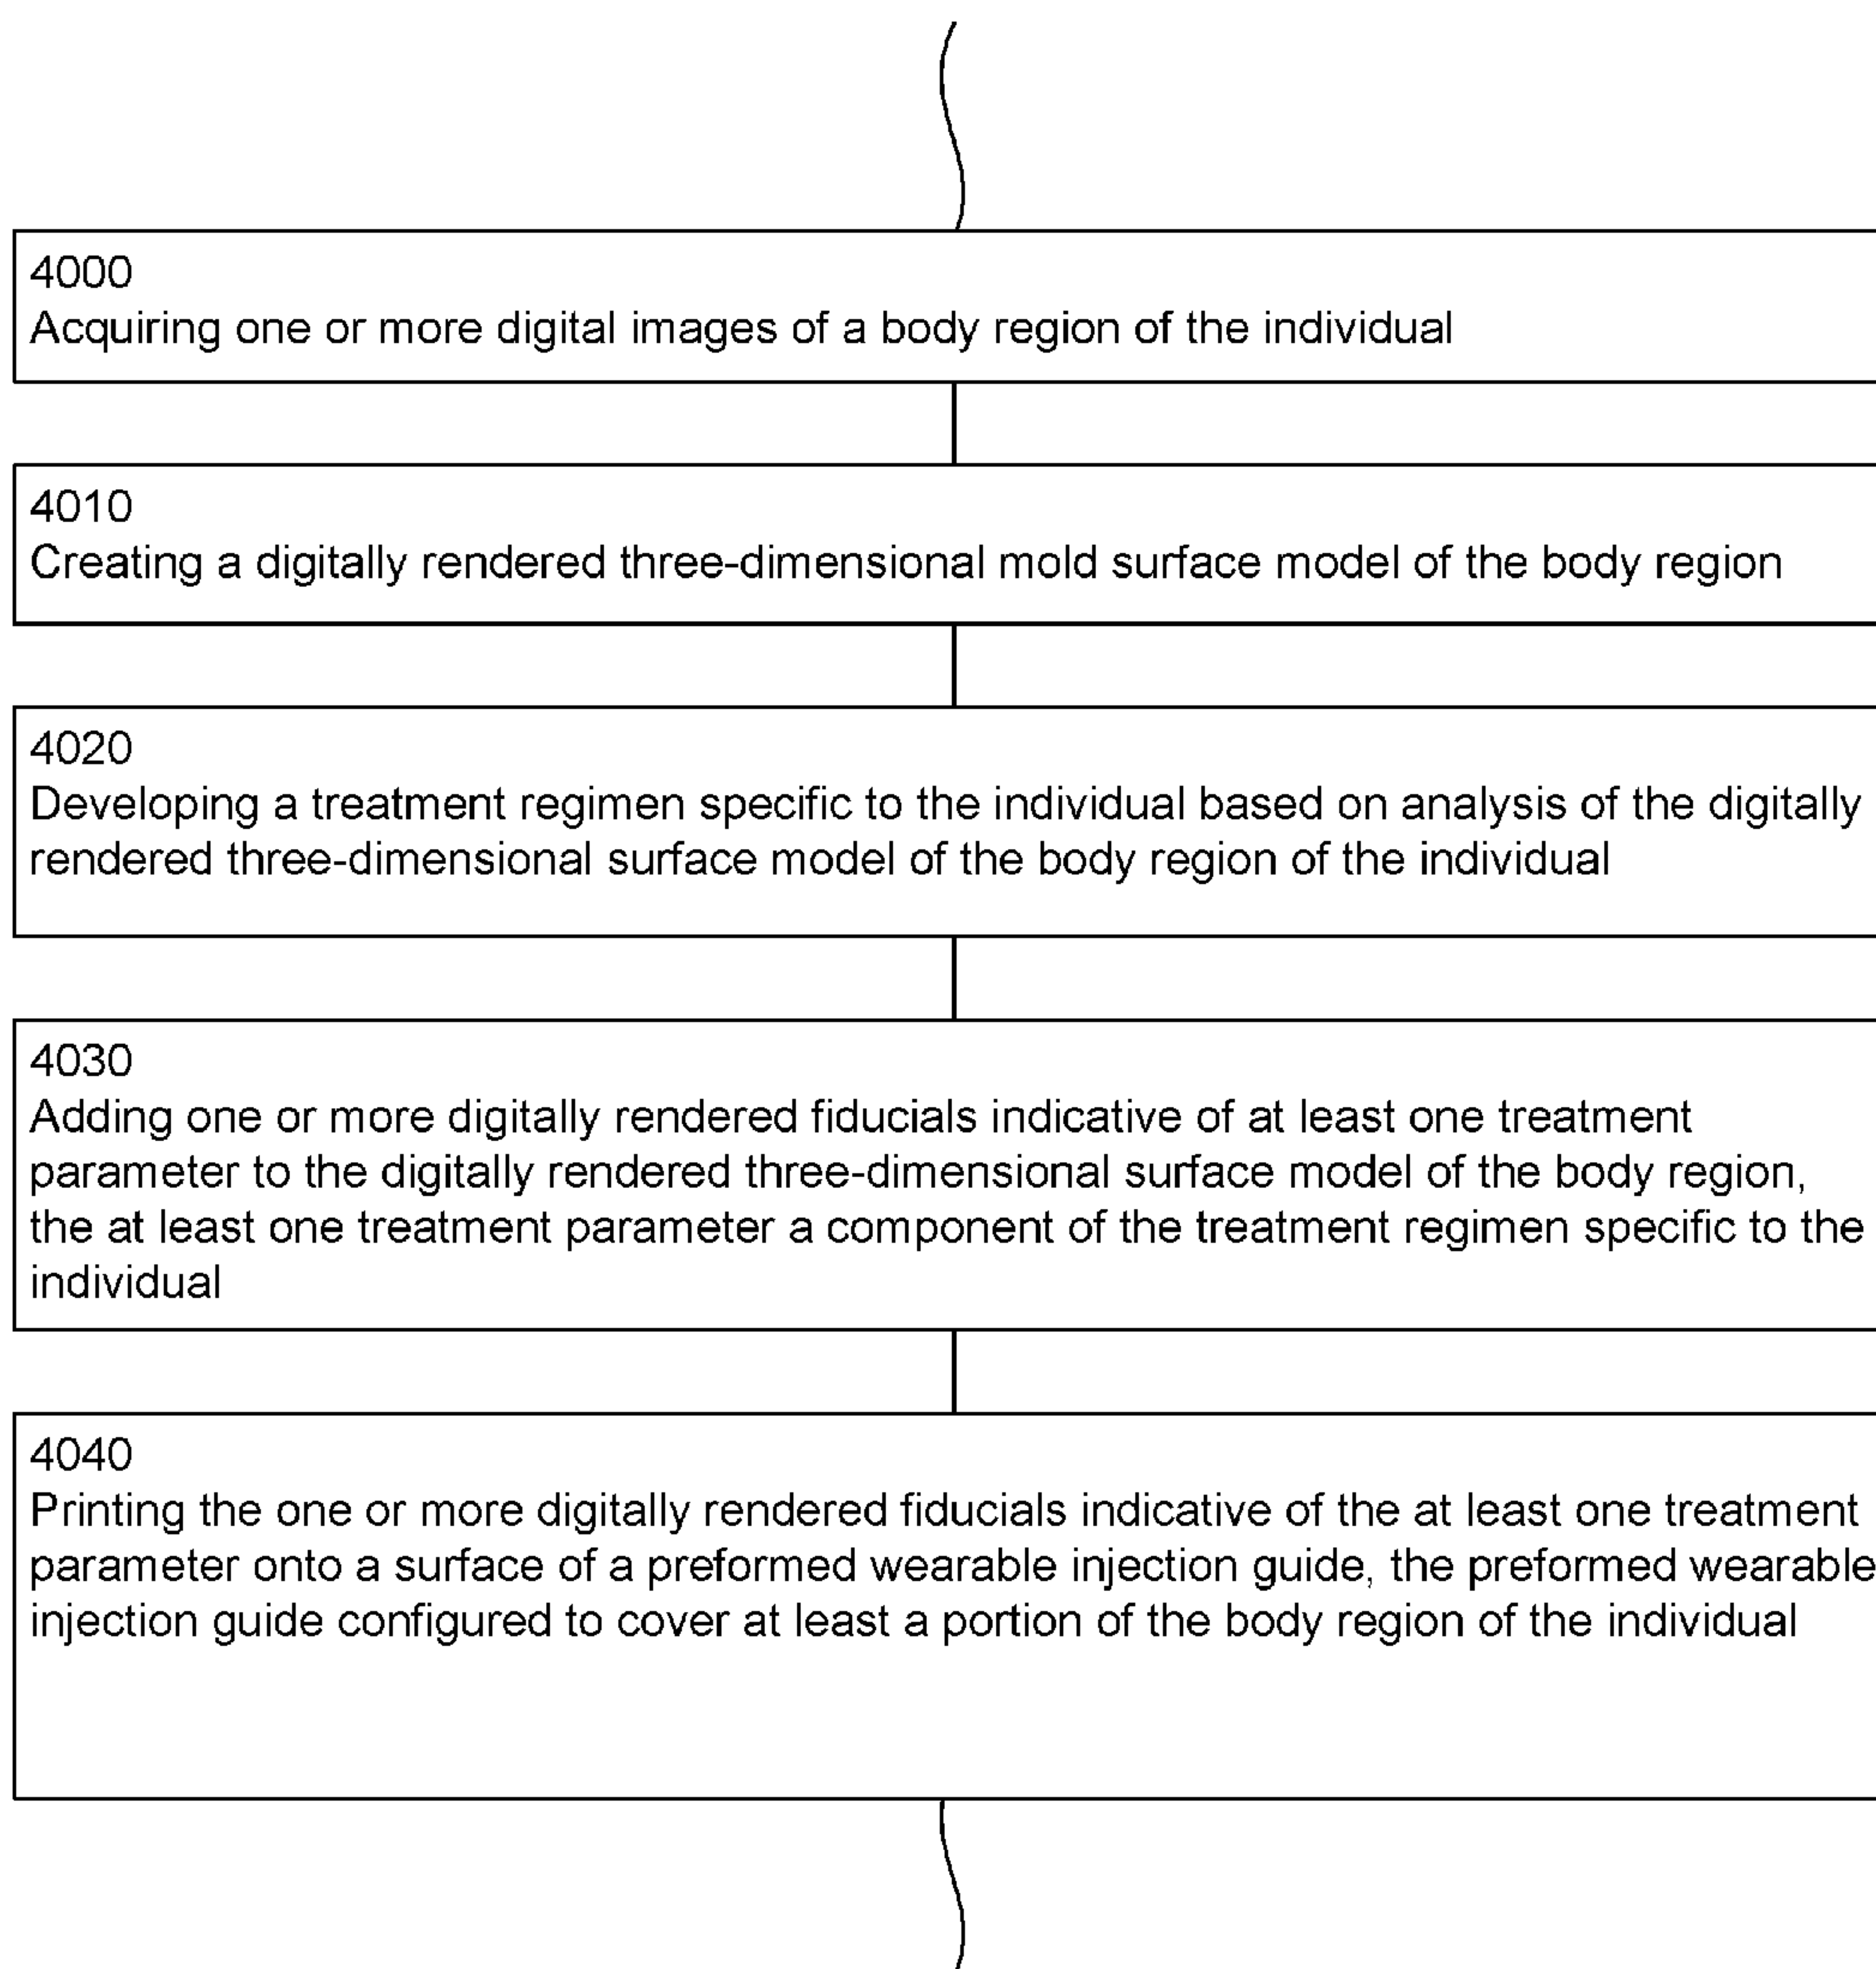 4000
Acquiring one or more digital images of a body region of the individual
4010
Creating a digitally rendered three-dimensional mold surface model of the body region
4020
Developing a treatment regimen specific to the individual based on analysis of the digitally
rendered three-dimensional surface model of the body region of the individual
4030
Adding one or more digitally rendered fiducials indicative of at least one treatment
parameter to the digitally rendered three-dimensional surface model of the body region,
the at least one treatment parameter a component of the treatment regimen specific to the
individual
4040
Printing the one or more digitally rendered fiducials indicative of the at least one treatment
parameter onto a surface of a preformed wearable injection guide, the preformed wearable
injection guide configured to cover at least a portion of the body region of the individual